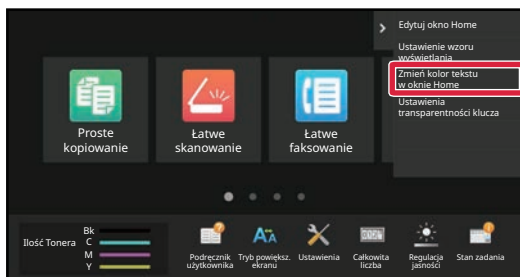 Edytuj okno Home
Ustawienie wzoru
wyświetlania
Zmień kolor tekstu
w oknie Home
Ustawienia
transparentności klucza
Proste
kopiowanie
Łatwe
skanowanie
Łatwe
faksowanie
Ilość Tonera
Bk
C
M
Y
Podręcznik
użytkownika
Tryb powiększ.
ekranu
Ustawienia
Całkowita
liczba
Regulacja
jasności
Stan zadania